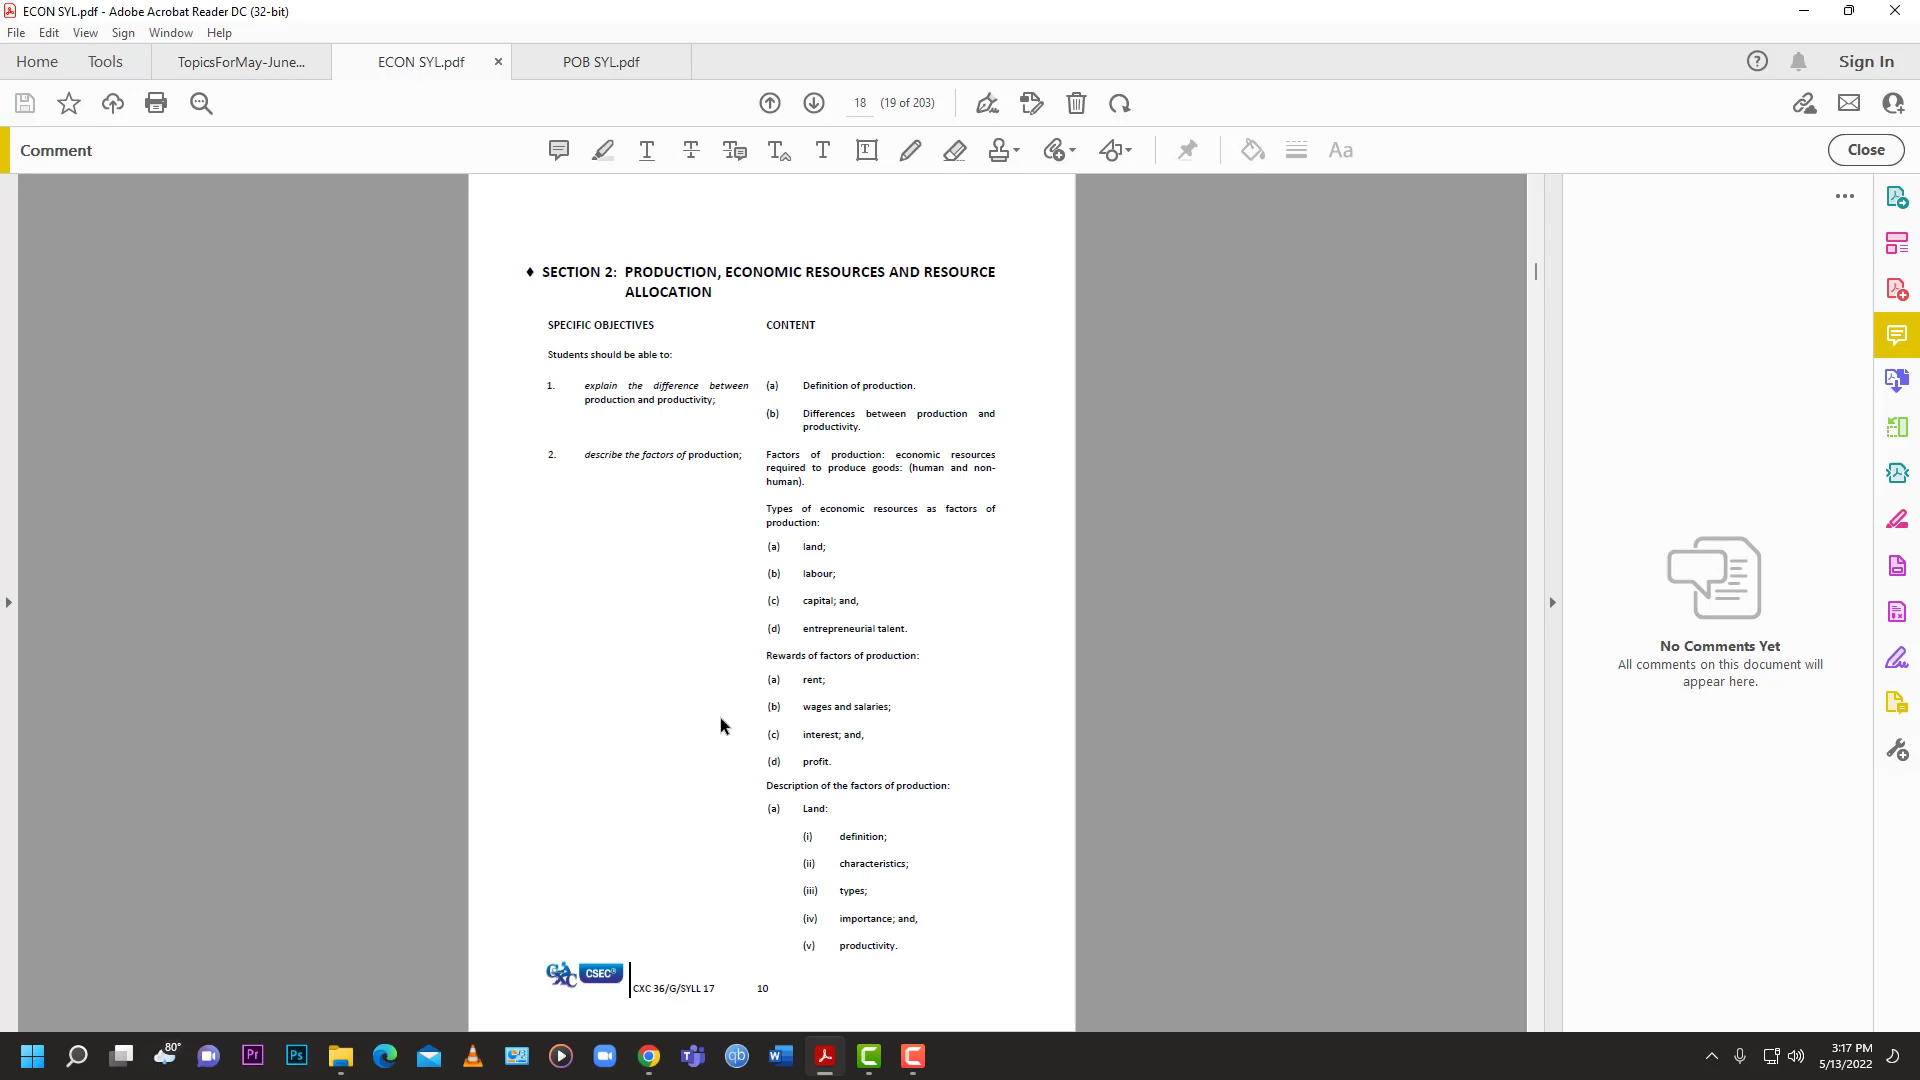 ECON SYL.pdf - Adobe Acrobat Reader DC (32-bit)
File Edit View Sign Window Help
Home Tools TopicsForMay-June... ECON SYL.pdf × POB SYL.pdf Sign In
18 (19 of 203)
Comment Close
♦ SECTION 2: PRODUCTION, ECONOMIC RESOURCES AND RESOURCE
ALLOCATION
SPECIFIC OBJECTIVES CONTENT
Students should be able to:
1. explain the difference between (a) Definition of production.
production and productivity;
(b) Differences between production and
productivity.
2. describe the factors of production; Factors of production: economic resources
required to produce goods: (human and non-
human).
Types of economic resources as factors of
production:
(a) land;
(b) labour;
(c) capital; and,
(d) entrepreneurial talent.
Rewards of factors of production:
(a) rent;
(b) wages and salaries;
(c) interest; and,
(d) profit.
Description of the factors of production:
(a) Land:
(i) definition;
(ii) characteristics;
(iii) types;
(iv) importance; and,
(v) productivity.
CXC CSEC®
CXC 36/G/SYLL 17 10
No Comments Yet
All comments on this document will
appear here.
80°
Pr Ps qb
3:17 PM
5/13/2022